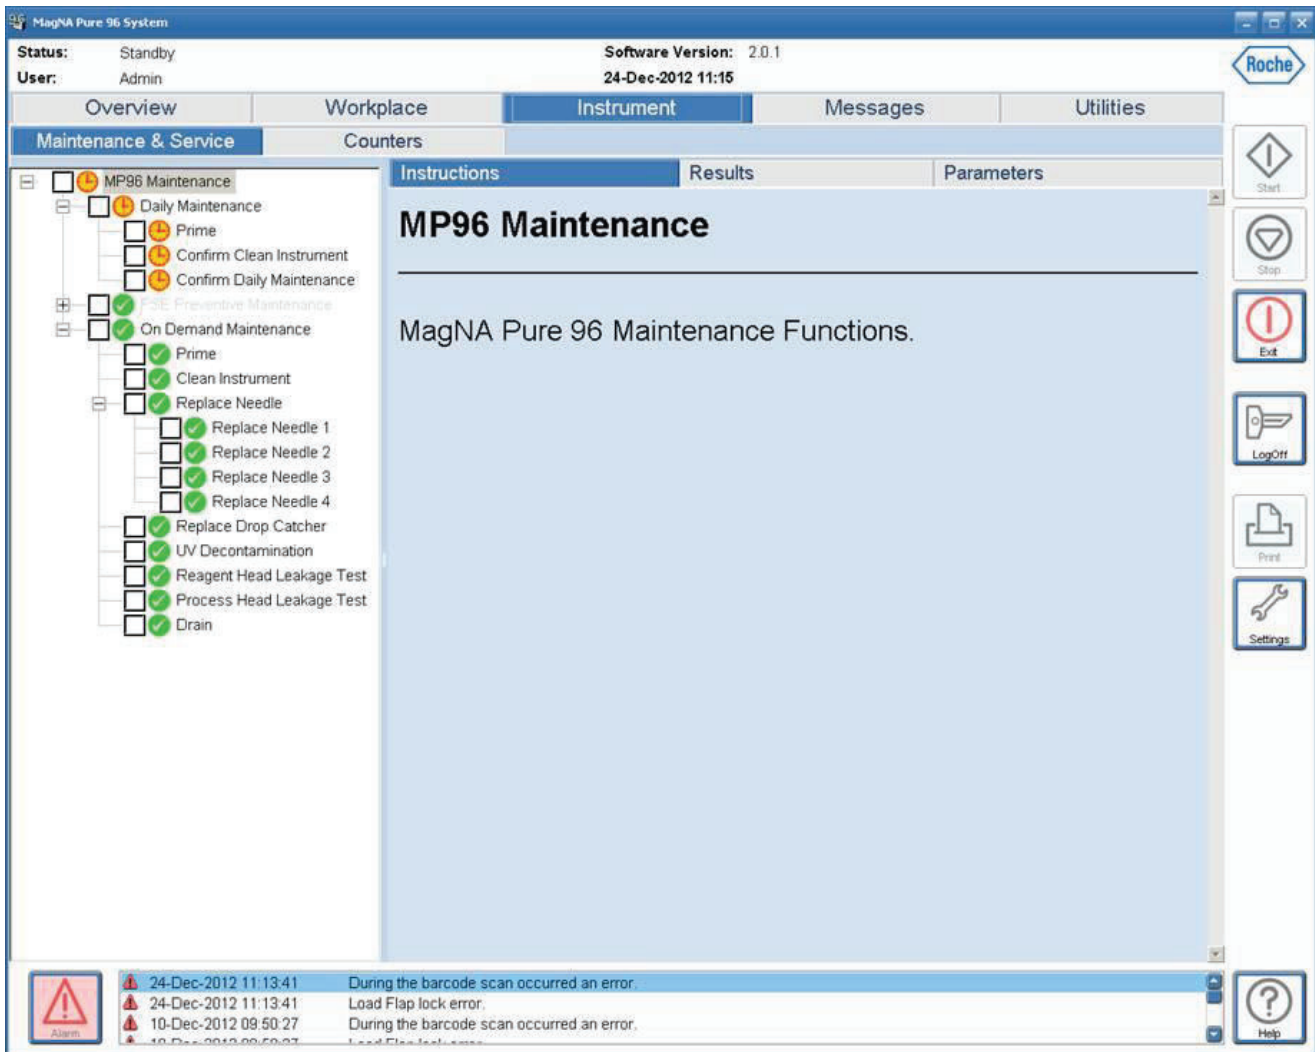 MagNA Pure 96 System
Status: Standby Software Version: 2.0.1
User: Admin 24-Dec-2012 11:15
Roche
Overview Workplace Instrument Messages Utilities
Maintenance & Service Counters
Instructions Results Parameters
MP96 Maintenance
Daily Maintenance
Prime
Confirm Clean Instrument
Confirm Daily Maintenance
FSE Preventive Maintenance
On Demand Maintenance
Prime
Clean Instrument
Replace Needle
Replace Needle 1
Replace Needle 2
Replace Needle 3
Replace Needle 4
Replace Drop Catcher
UV Decontamination
Reagent Head Leakage Test
Process Head Leakage Test
Drain
MP96 Maintenance
MagNA Pure 96 Maintenance Functions.
Start
Stop
Exit
LogOff
Print
Settings
Alarm
24-Dec-2012 11:13:41 During the barcode scan occurred an error.
24-Dec-2012 11:13:41 Load Flap lock error.
10-Dec-2012 09:50:27 During the barcode scan occurred an error.
Help